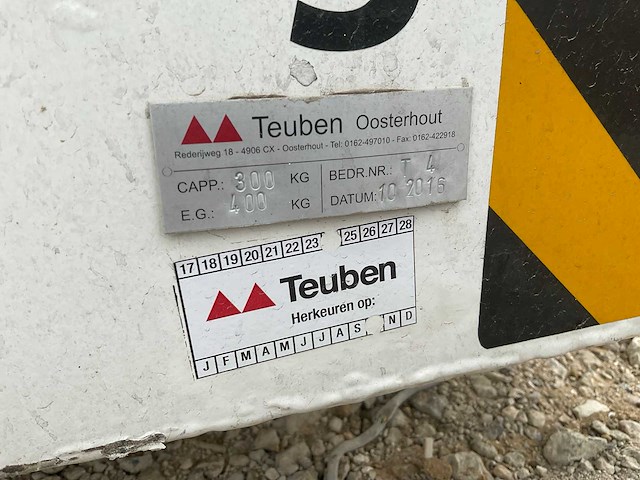 Teuben Oosterhout
Rederijweg 18 - 4906 CX - Oosterhout - Tel: 0162-497010 - Fax: 0162-422918
CAPP.: 300 KG BEDR.NR.: T 4
E.G.: 400 KG DATUM: 10 2016
17 18 19 20 21 22 23 25 26 27 28
Teuben
Herkeuren op:
J F M A M J J A S N D